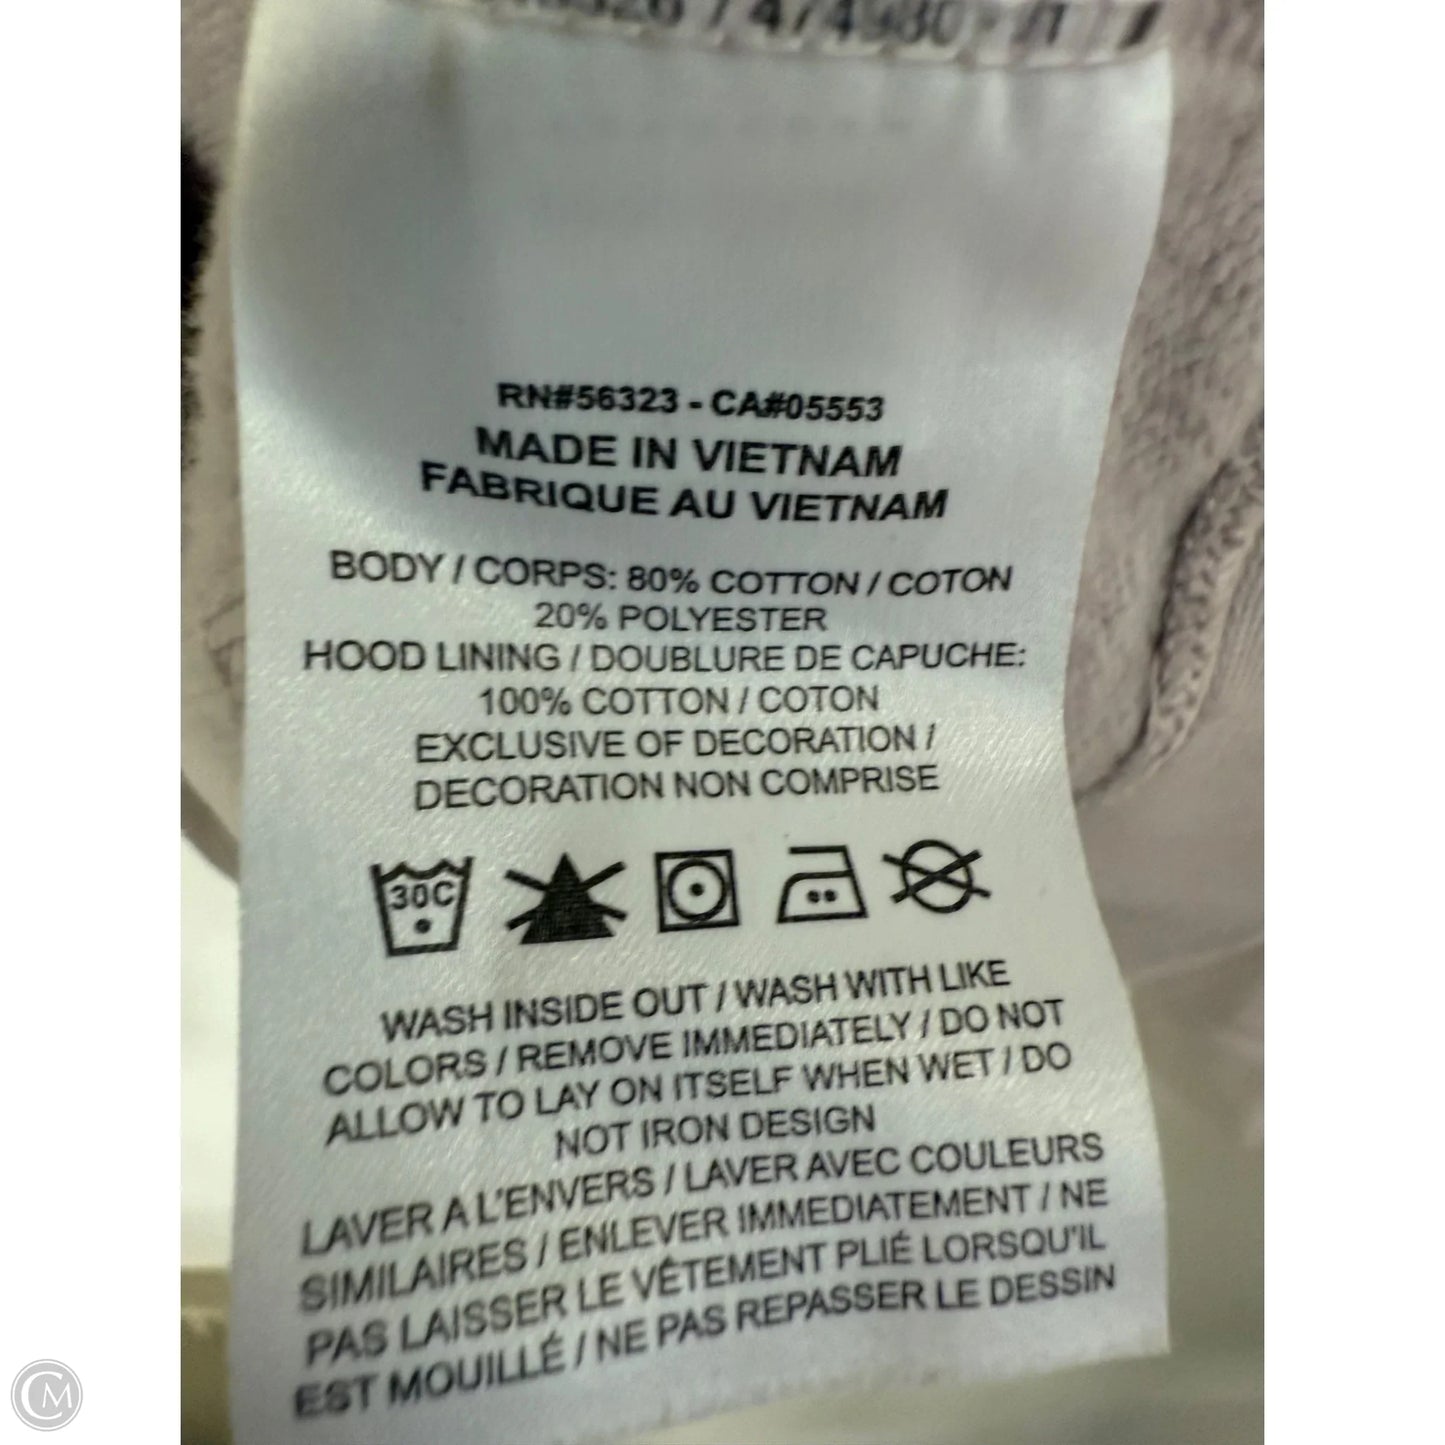 474980
RN#56323 - CA#05553
MADE IN VIETNAM
FABRIQUE AU VIETNAM
BODY / CORPS: 80% COTTON / COTON
20% POLYESTER
HOOD LINING / DOUBLURE DE CAPUCHE:
100% COTTON / COTON
EXCLUSIVE OF DECORATION /
DECORATION NON COMPRISE
30C
WASH INSIDE OUT / WASH WITH LIKE
COLORS / REMOVE IMMEDIATELY / DO NOT
ALLOW TO LAY ON ITSELF WHEN WET / DO
NOT IRON DESIGN
LAVER A L'ENVERS / LAVER AVEC COULEURS
SIMILAIRES / ENLEVER IMMEDIATEMENT / NE
PAS LAISSER LE VÊTEMENT PLIÉ LORSQU'IL
EST MOUILLÉ / NE PAS REPASSER LE DESSIN
CM